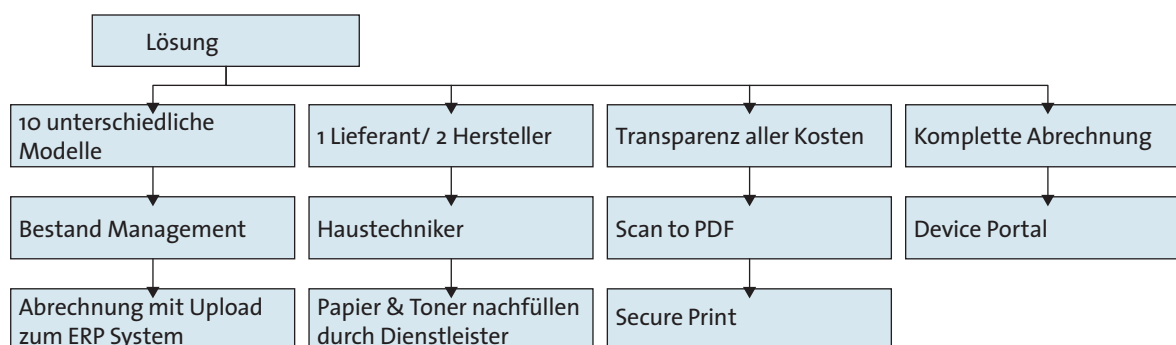 Lösung
10 unterschiedliche
Modelle
1 Lieferant/ 2 Hersteller
Transparenz aller Kosten
Komplette Abrechnung
Bestand Management
Haustechniker
Scan to PDF
Device Portal
Abrechnung mit Upload
zum ERP System
Papier & Toner nachfüllen
durch Dienstleister
Secure Print